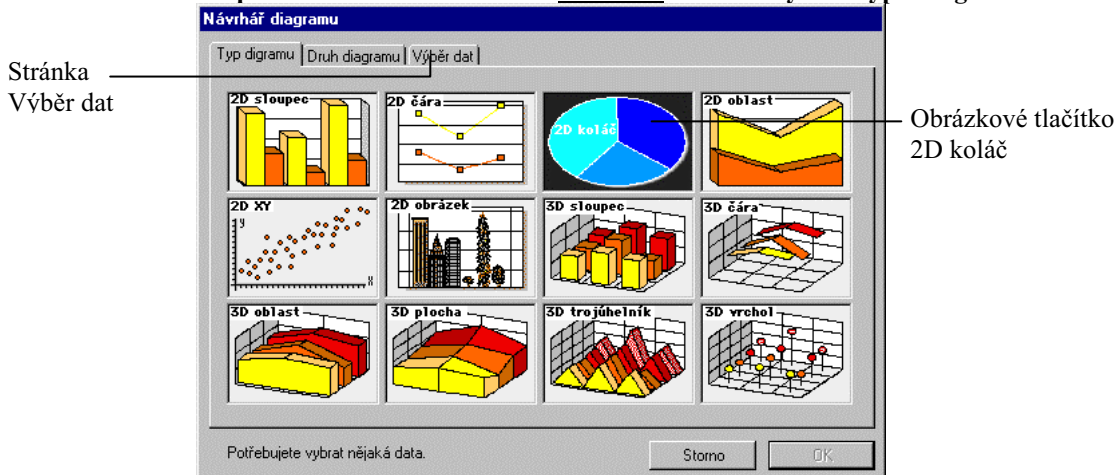 Návrhář diagramu
Typ digramu
Druh diagramu
Výběr dat
Stránka
Výběr dat
2D sloupec
2D čára
2D koláč
2D oblast
Obrázkové tlačítko
2D koláč
2D XY
y
x
2D obrázek
3D sloupec
3D čára
3D oblast
3D plocha
3D trojúhelník
3D vrchol
Potřebujete vybrat nějaká data.
Storno
OK